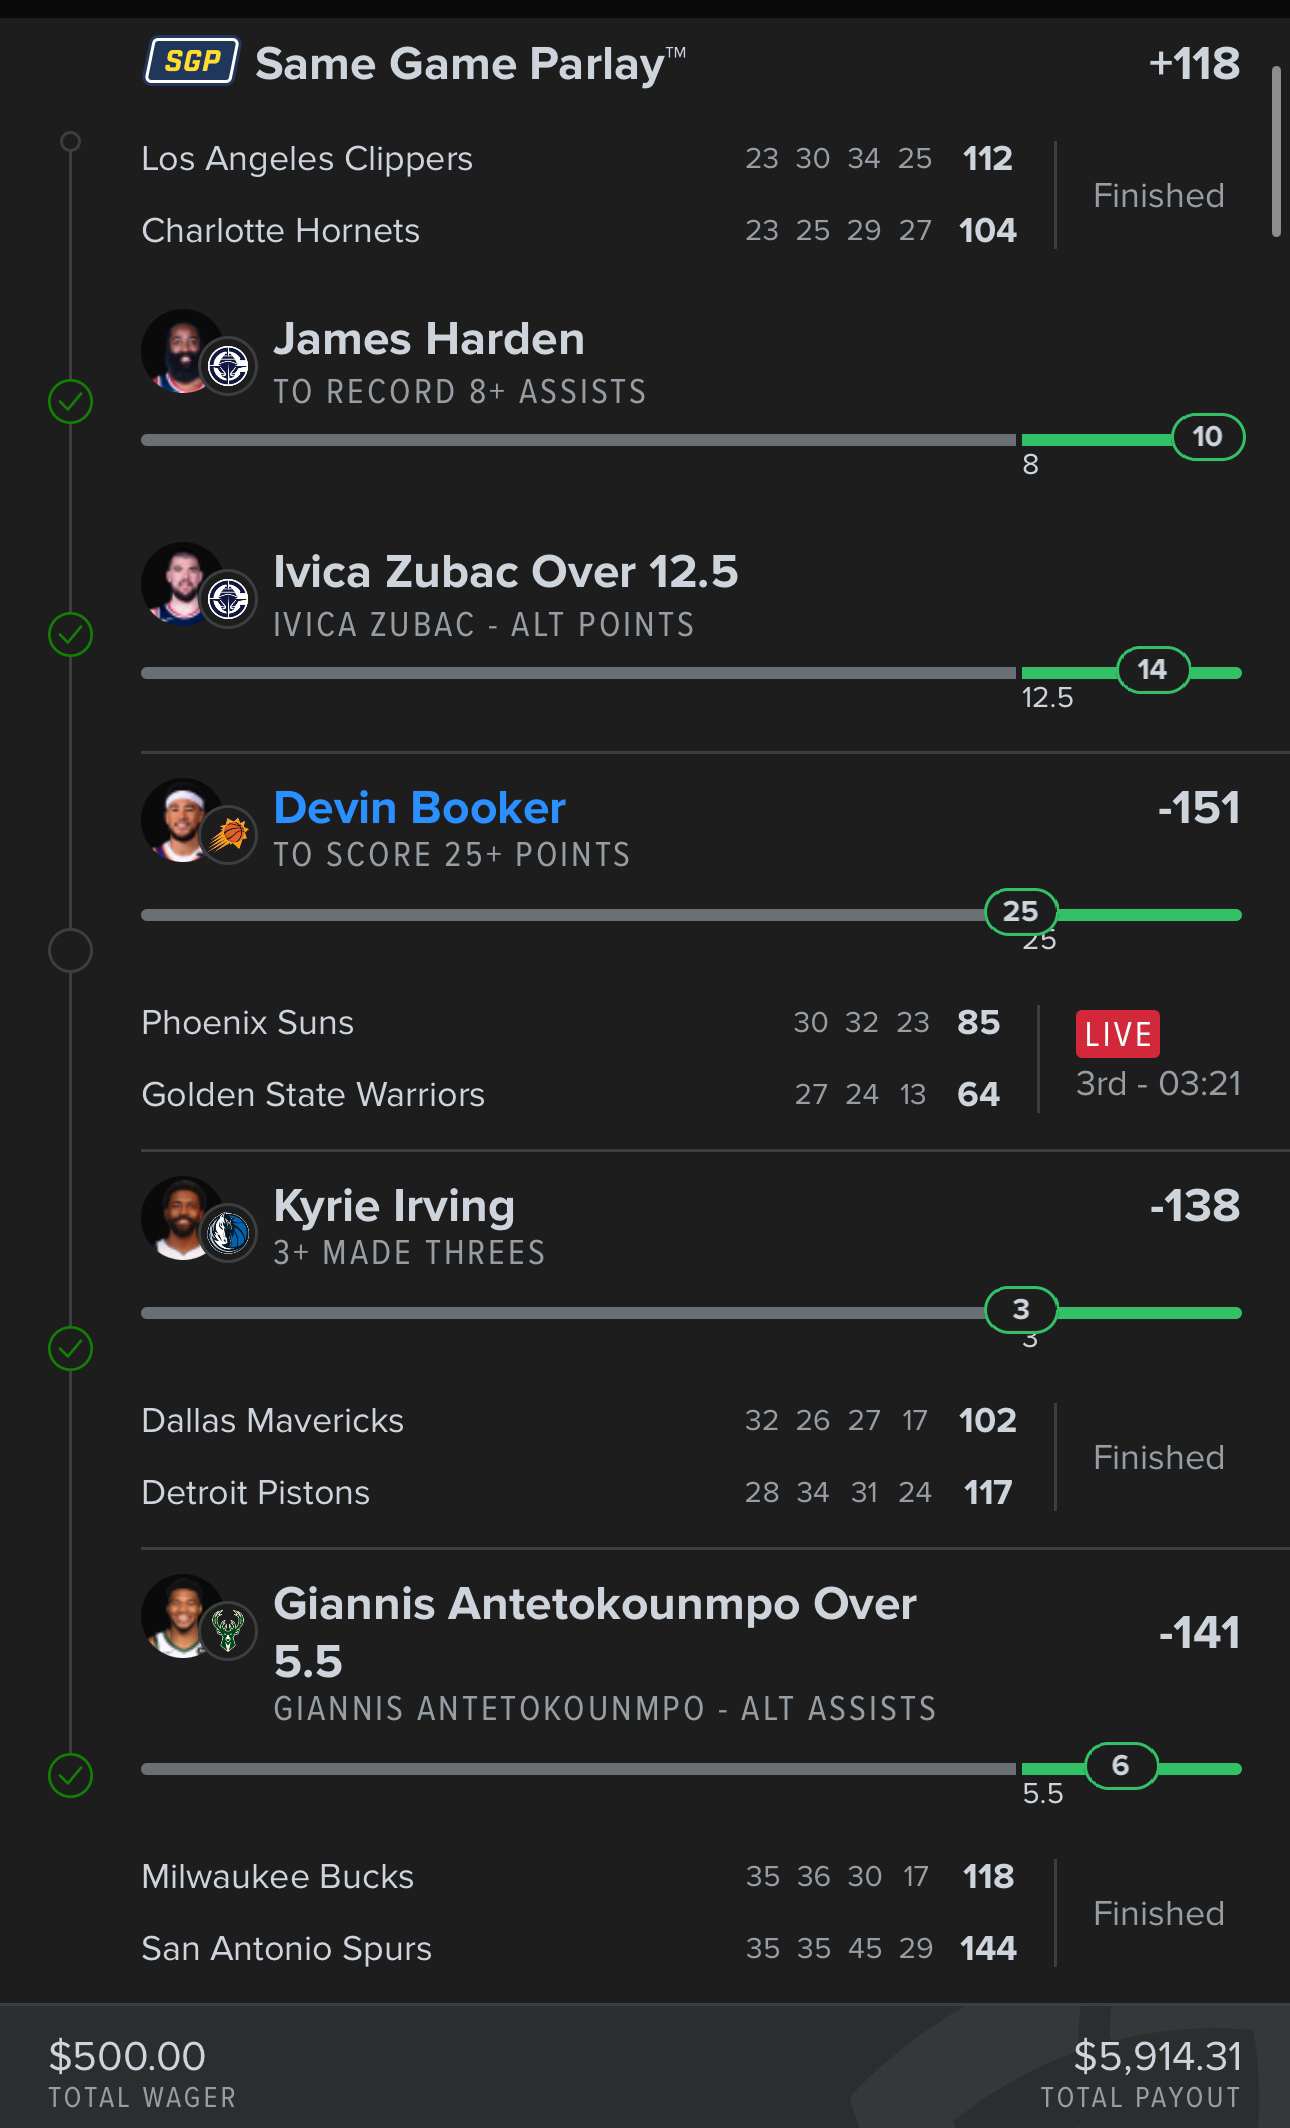 SGP Same Game Parlay™ +118
Los Angeles Clippers 23 30 34 25 112
Finished
Charlotte Hornets 23 25 29 27 104
James Harden
TO RECORD 8+ ASSISTS
10
8
Ivica Zubac Over 12.5
IVICA ZUBAC - ALT POINTS
14
12.5
Devin Booker -151
TO SCORE 25+ POINTS
25
25
Phoenix Suns 30 32 23 85
LIVE
Golden State Warriors 27 24 13 64
3rd - 03:21
Kyrie Irving -138
3+ MADE THREES
3
3
Dallas Mavericks 32 26 27 17 102
Finished
Detroit Pistons 28 34 31 24 117
Giannis Antetokounmpo Over
5.5
-141
GIANNIS ANTETOKOUNMPO - ALT ASSISTS
6
5.5
Milwaukee Bucks 35 36 30 17 118
Finished
San Antonio Spurs 35 35 45 29 144
$500.00 $5,914.31
TOTAL WAGER TOTAL PAYOUT